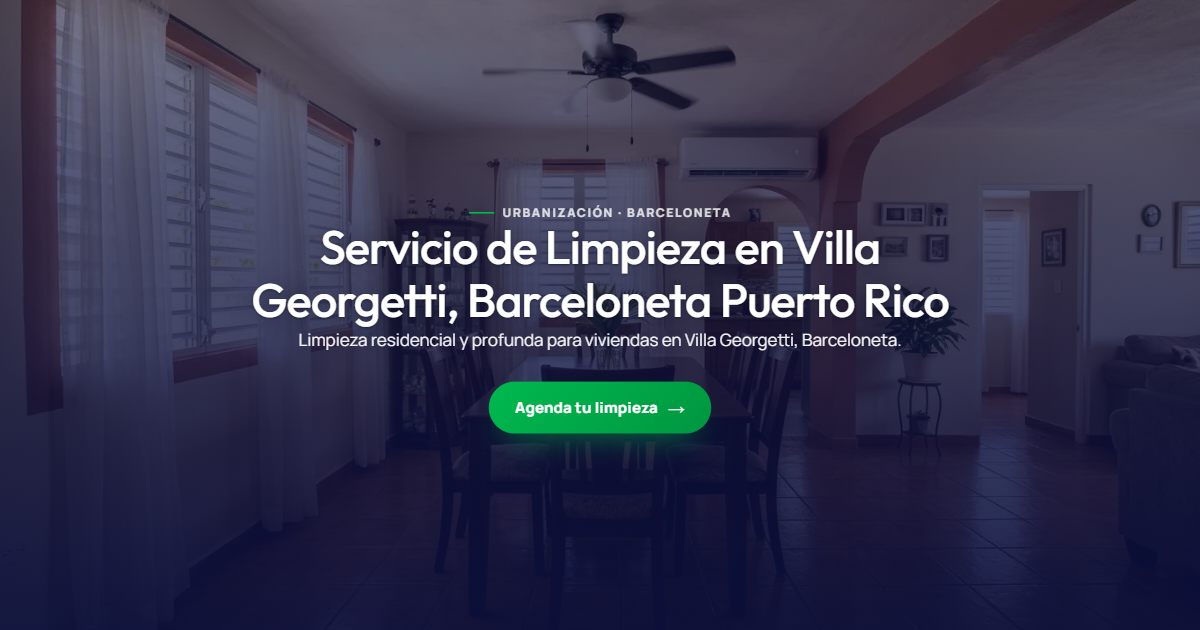 URBANIZACIÓN · BARCELONETA
Servicio de Limpieza en Villa
Georgetti, Barceloneta Puerto Rico
Limpieza residencial y profunda para viviendas en Villa Georgetti, Barceloneta.
Agenda tu limpieza →